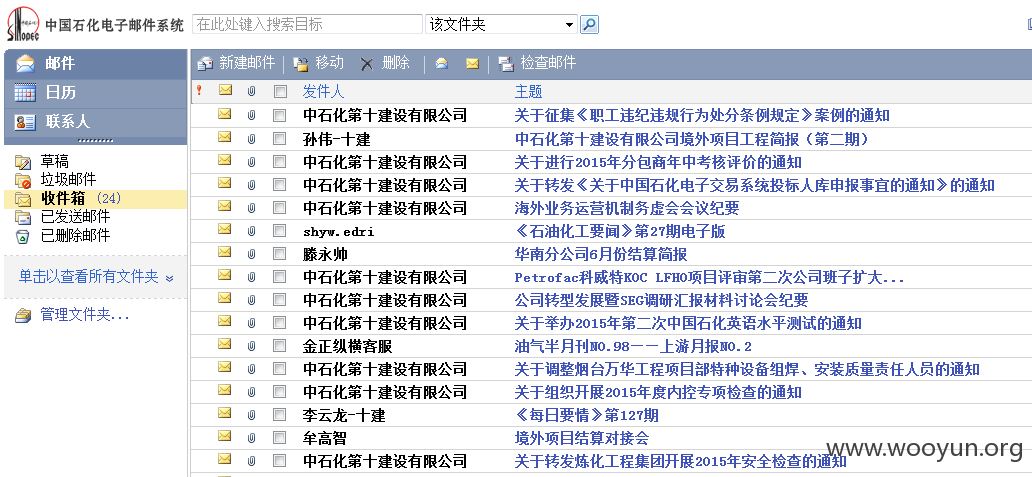 SINOPEC 中国石化电子邮件系统 在此处键入搜索目标 该文件夹
邮件
日历
联系人
草稿
垃圾邮件
收件箱 (24)
已发送邮件
已删除邮件
单击以查看所有文件夹
管理文件夹...
新建邮件 移动 删除 检查邮件
发件人 主题
中石化第十建设有限公司 关于征集《职工违纪违规行为处分条例规定》案例的通知
孙伟-十建 中石化第十建设有限公司境外项目工程简报（第二期）
中石化第十建设有限公司 关于进行2015年分包商年中考核评价的通知
中石化第十建设有限公司 关于转发《关于中国石化电子交易系统投标人库申报事宜的通知》的通知
中石化第十建设有限公司 海外业务运营机制务虚会会议纪要
shyw.edri 《石油化工要闻》第27期电子版
滕永帅 华南分公司6月份结算简报
中石化第十建设有限公司 Petrofac科威特KOC LFHO项目评审第二次公司班子扩大...
中石化第十建设有限公司 公司转型发展暨SEG调研汇报材料讨论会纪要
中石化第十建设有限公司 关于举办2015年第二次中国石化英语水平测试的通知
金正纵横客服 油气半月刊NO.98——上游月报NO.2
中石化第十建设有限公司 关于调整烟台万华工程项目部特种设备组焊、安装质量责任人员的通知
中石化第十建设有限公司 关于组织开展2015年度内控专项检查的通知
李云龙-十建 《每日要情》第127期
牟高智 境外项目结算对接会
中石化第十建设有限公司 关于转发炼化工程集团开展2015年安全检查的通知
www.wooyun.org